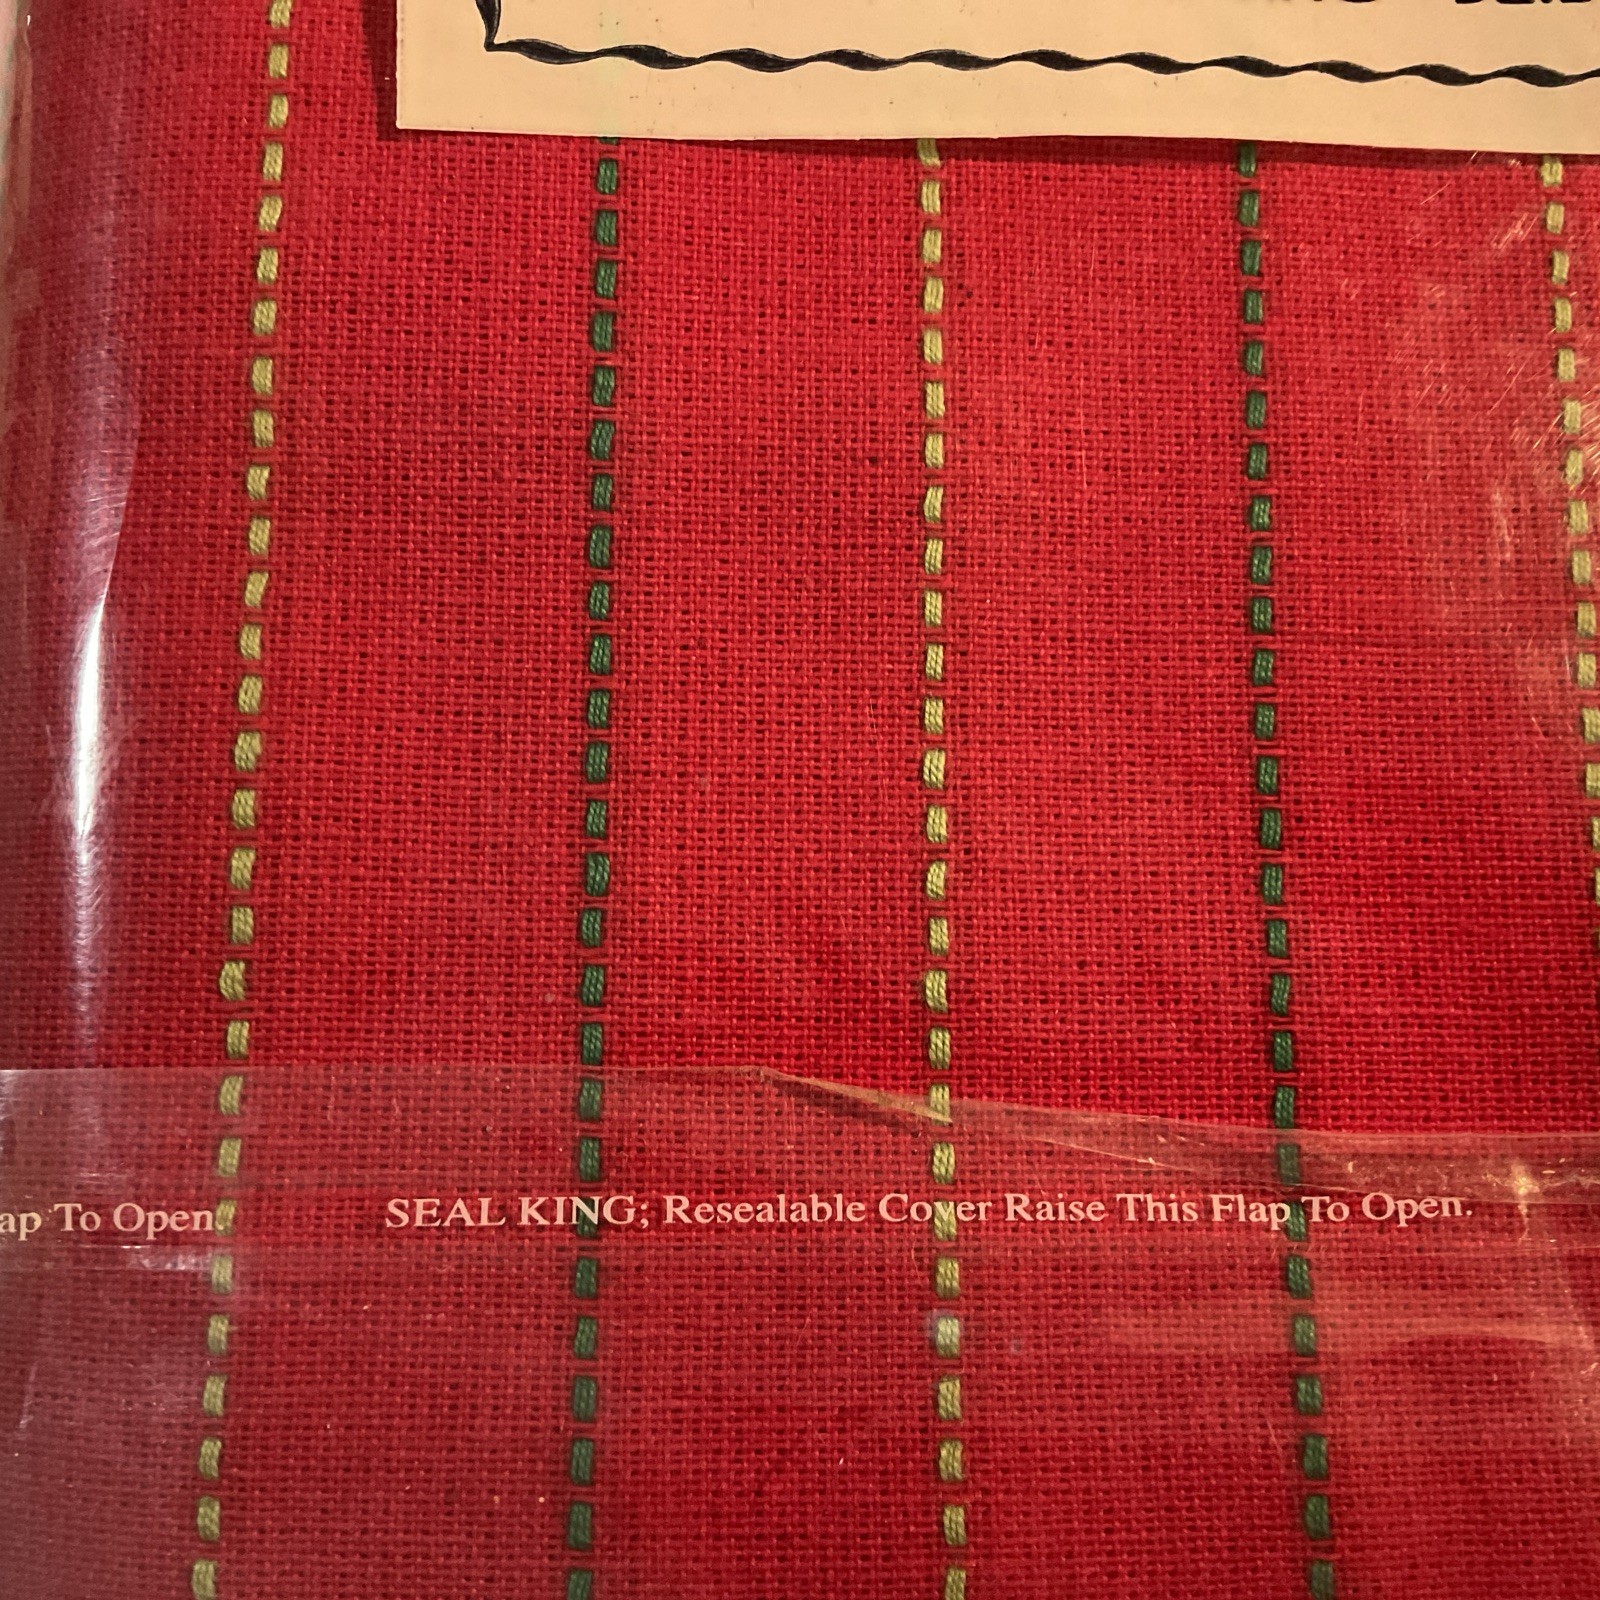 ap To Open. SEAL KING; Resealable Cover Raise This Flap To Open.